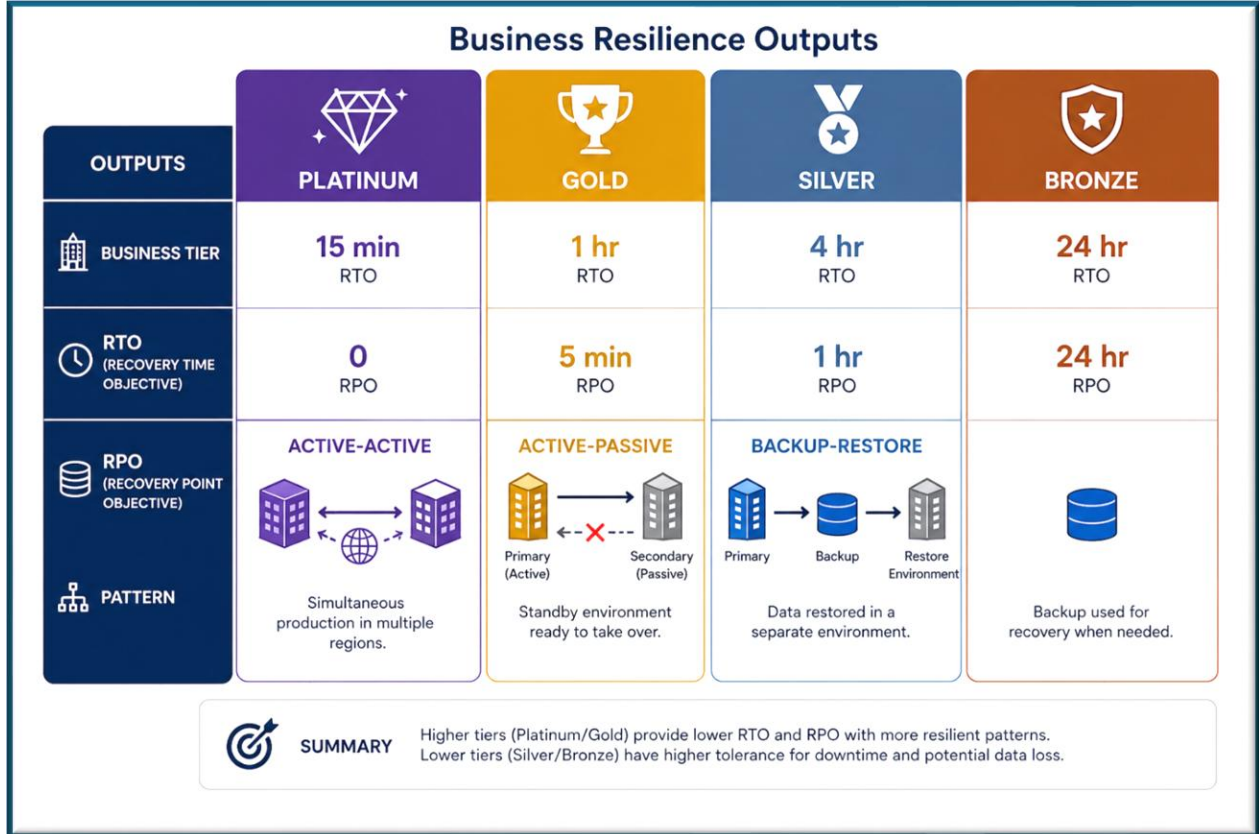 Business Resilience Outputs
OUTPUTS
PLATINUM
GOLD
SILVER
BRONZE
BUSINESS TIER
15 min
RTO
1 hr
RTO
4 hr
RTO
24 hr
RTO
RTO
(RECOVERY TIME
OBJECTIVE)
0
RPO
5 min
RPO
1 hr
RPO
24 hr
RPO
RPO
(RECOVERY POINT
OBJECTIVE)
PATTERN
ACTIVE-ACTIVE
Simultaneous
production in multiple
regions.
ACTIVE-PASSIVE
Primary
(Active)
Secondary
(Passive)
Standby environment
ready to take over.
BACKUP-RESTORE
Primary
Backup
Restore
Environment
Data restored in a
separate environment.
Backup used for
recovery when needed.
SUMMARY
Higher tiers (Platinum/Gold) provide lower RTO and RPO with more resilient patterns.
Lower tiers (Silver/Bronze) have higher tolerance for downtime and potential data loss.